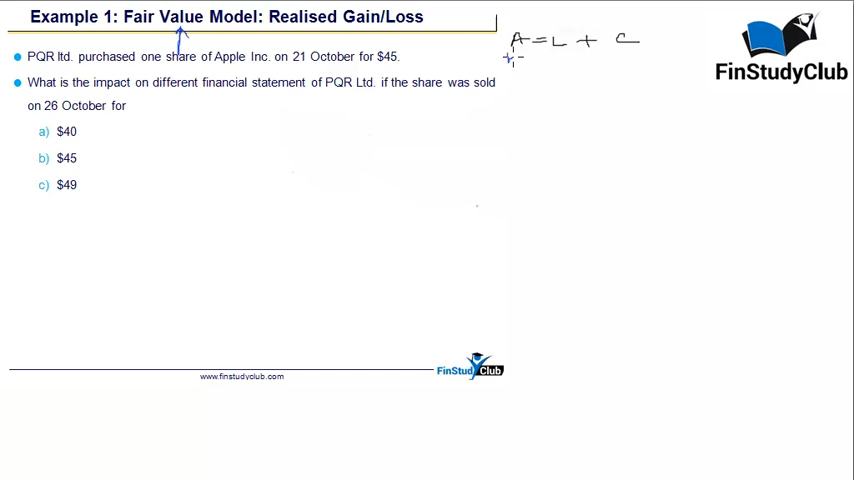 Example 1: Fair Value Model: Realised Gain/Loss
A = L + C
+-
FinStudyClub
PQR ltd. purchased one share of Apple Inc. on 21 October for $45.
What is the impact on different financial statement of PQR Ltd. if the share was sold
on 26 October for
a) $40
b) $45
c) $49
www.finstudyclub.com
FinStudyClub